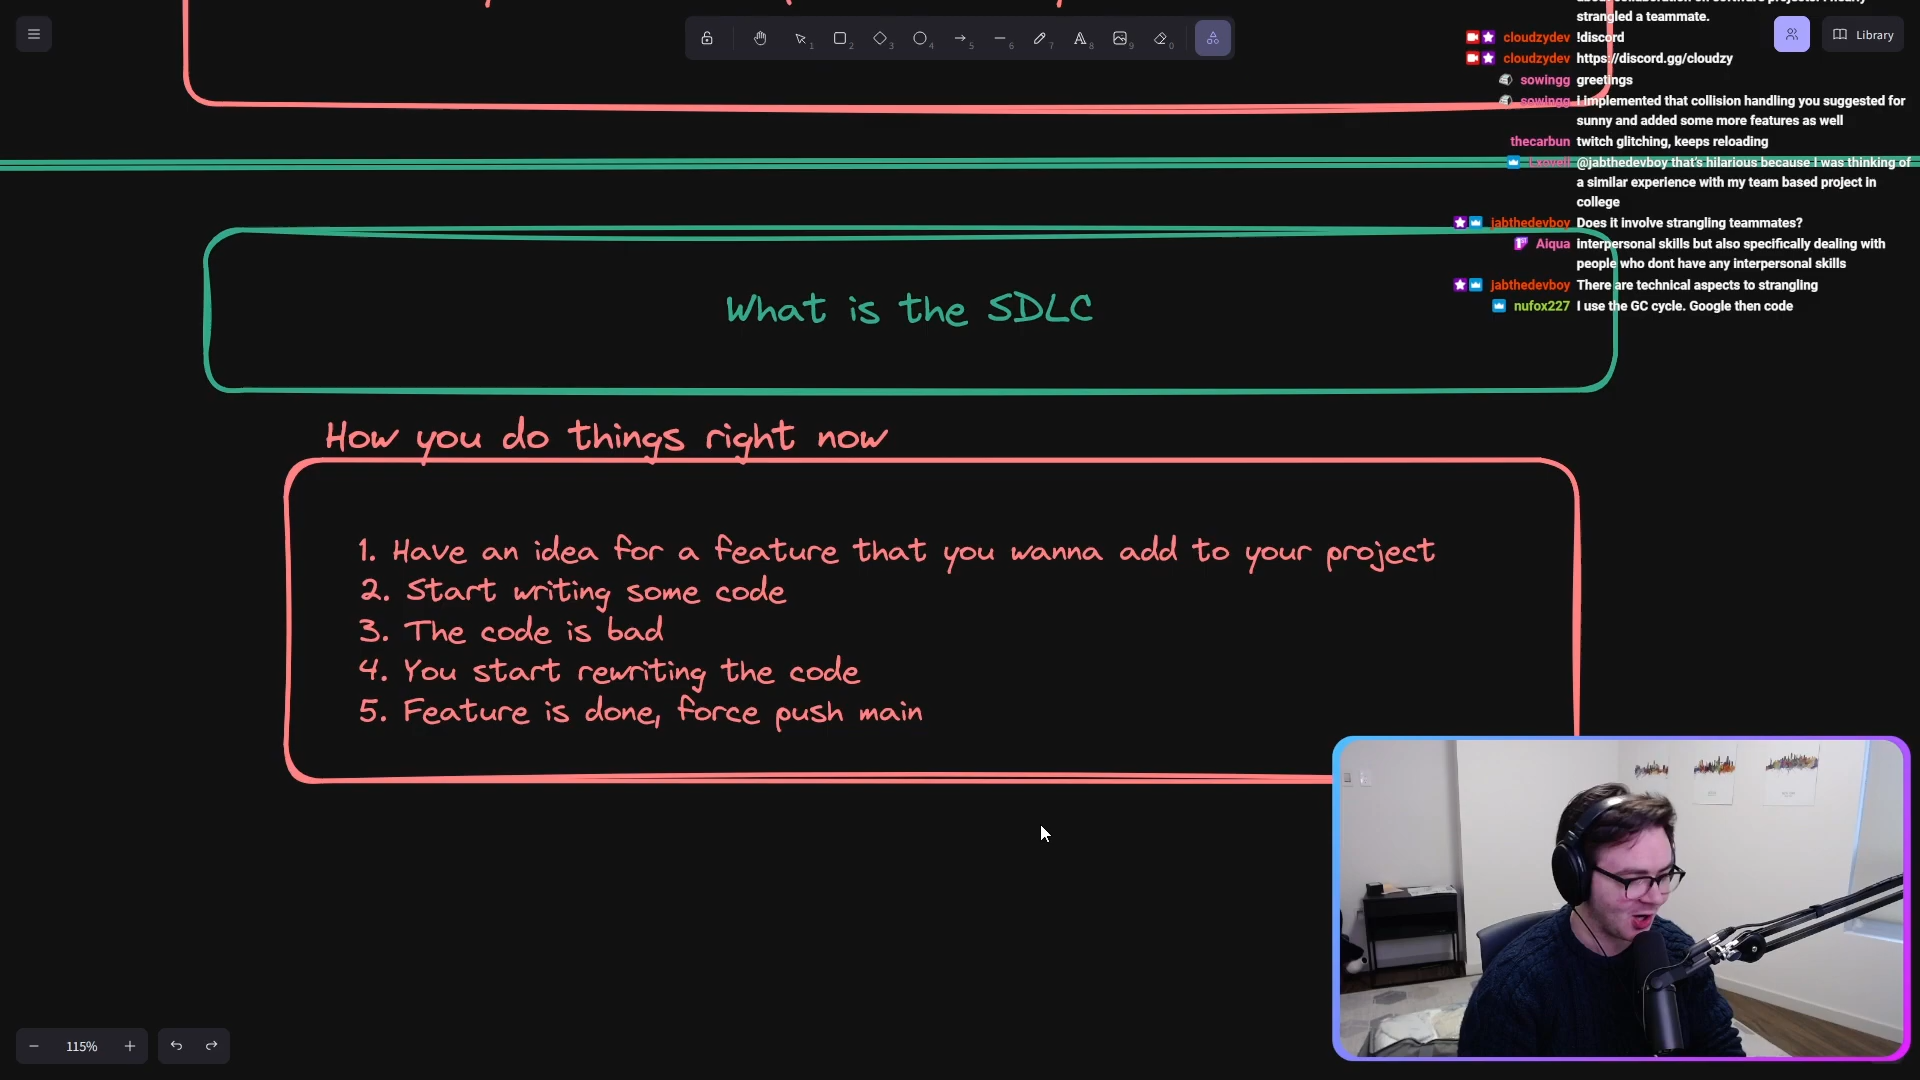 strangled a teammate.
Library
cloudzydev !discord
cloudzydev https://discord.gg/cloudzy
sowingg greetings
sowingg i implemented that collision handling you suggested for
sunny and added some more features as well
thecarbun twitch glitching, keeps reloading
@jabthedevboy that's hilarious because I was thinking of
a similar experience with my team based project in
college
jabthedevboy Does it involve strangling teammates?
Aiqua interpersonal skills but also specifically dealing with
people who dont have any interpersonal skills
jabthedevboy There are technical aspects to strangling
nufox227 I use the GC cycle. Google then code
What is the SDLC
How you do things right now
1. Have an idea for a feature that you wanna add to your project
2. Start writing some code
3. The code is bad
4. You start rewriting the code
5. Feature is done, force push main
115%